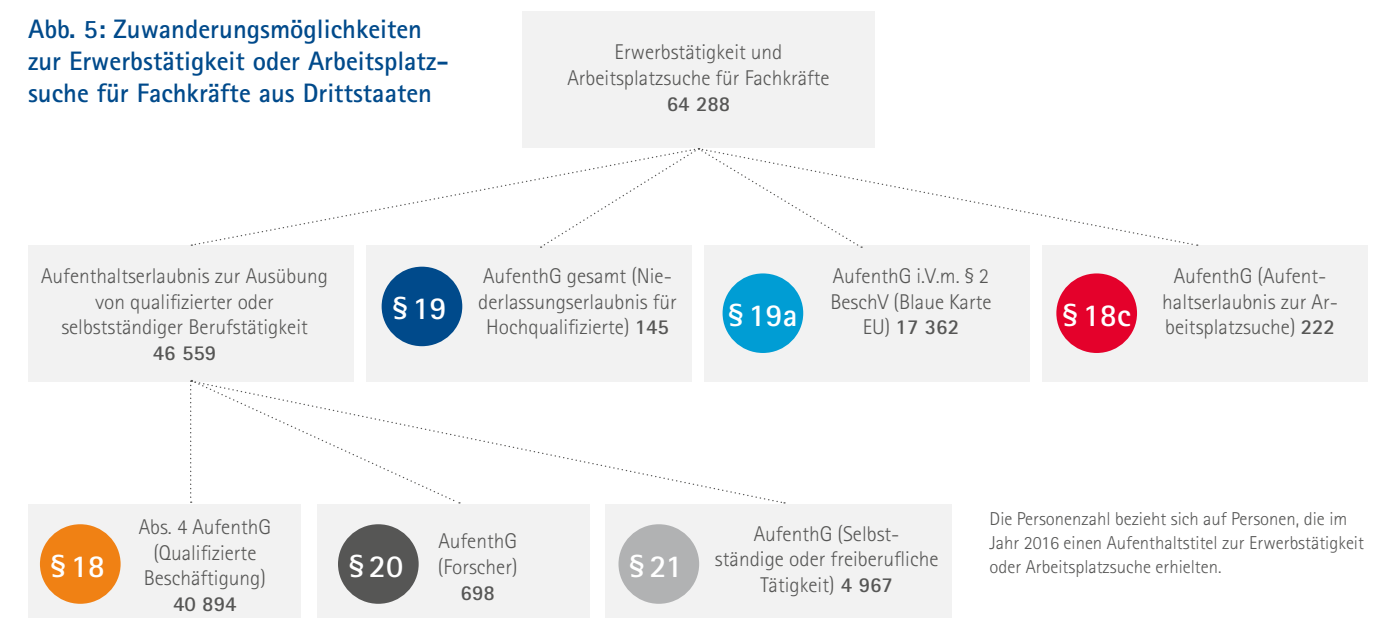 Abb. 5: Zuwanderungsmöglichkeiten
zur Erwerbstätigkeit oder Arbeitsplatz-
suche für Fachkräfte aus Drittstaaten
Erwerbstätigkeit und
Arbeitsplatzsuche für Fachkräfte
64 288
Aufenthaltserlaubnis zur Ausübung
von qualifizierter oder
selbstständiger Berufstätigkeit
46 559
§ 19
AufenthG gesamt (Nie-
derlassungserlaubnis für
Hochqualifizierte) 145
§ 19a
AufenthG i.V.m. § 2
BeschV (Blaue Karte
EU) 17 362
§ 18c
AufenthG (Aufent-
haltserlaubnis zur Ar-
beitsplatzsuche) 222
§ 18
Abs. 4 AufenthG
(Qualifizierte
Beschäftigung)
40 894
§ 20
AufenthG
(Forscher)
698
§ 21
AufenthG (Selbst-
ständige oder freiberufliche
Tätigkeit) 4 967
Die Personenzahl bezieht sich auf Personen, die im
Jahr 2016 einen Aufenthaltstitel zur Erwerbstätigkeit
oder Arbeitsplatzsuche erhielten.